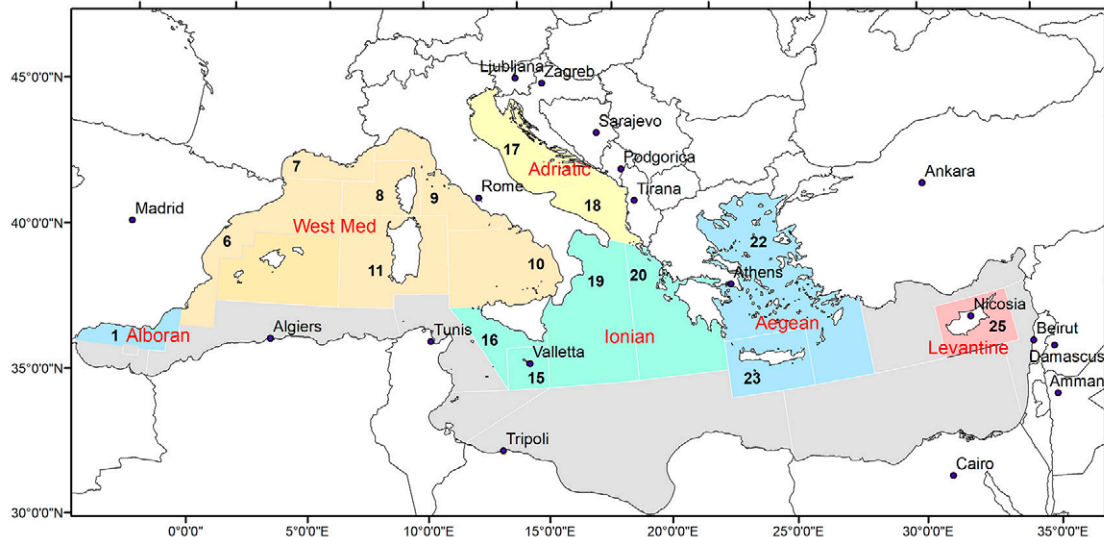 45°0'0"N
Ljubljana
Zagreb
Sarajevo
17
7
Adriatic
Podgorica
Ankara
8
9
Rome
Tirana
40°0'0"N
Madrid
18
West Med
6
22
10
11
19
20
Athens
Nicosia
1
Alboran
Algiers
Tunis
16
Ionian
Aegean
25
Beirut
Levantine
Valletta
Damascus
35°0'0"N
15
23
Amman
Tripoli
Cairo
30°0'0"N
0°0'0"
5°0'0"E
10°0'0"E
15°0'0"E
20°0'0"E
25°0'0"E
30°0'0"E
35°0'0"E